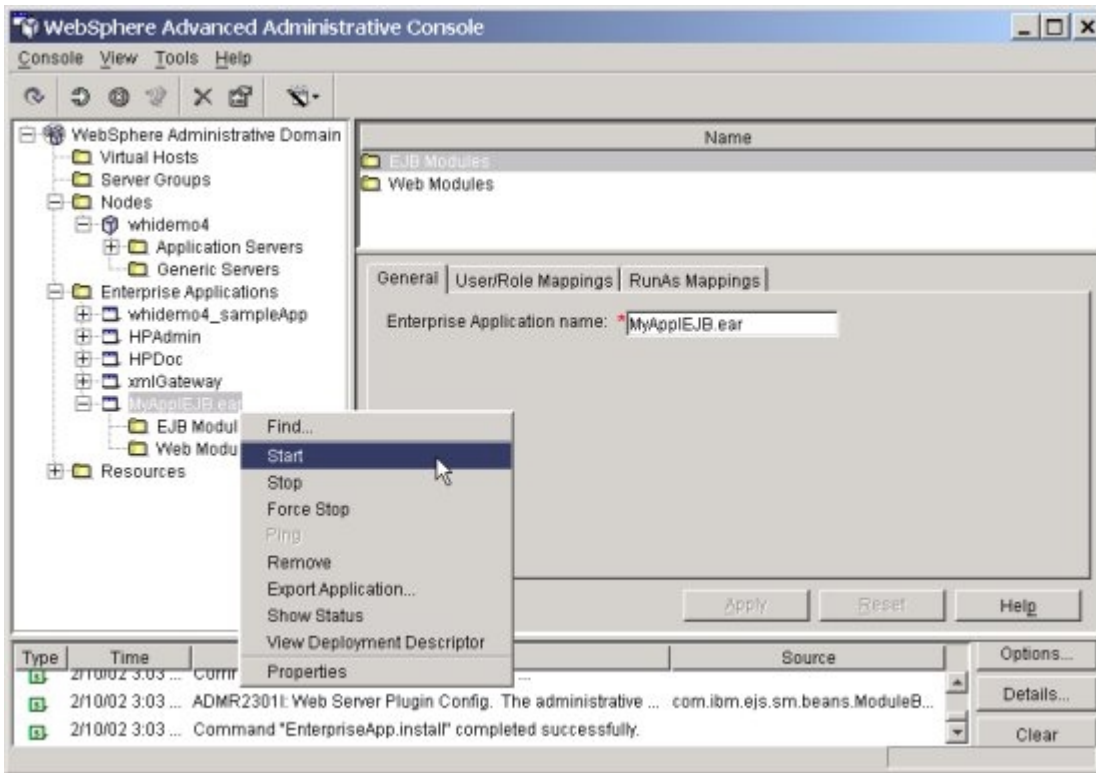 WebSphere Advanced Administrative Console
Console View Tools Help
WebSphere Administrative Domain
Virtual Hosts
Server Groups
Nodes
whidemo4
Application Servers
Generic Servers
Enterprise Applications
whidemo4_sampleApp
HPAdmin
HPDoc
xmlGateway
MyApplEJB.ear
EJB Modul
Web Modu
Resources
Find...
Start
Stop
Force Stop
Ping
Remove
Export Application...
Show Status
View Deployment Descriptor
Properties
Name
EJB Modules
Web Modules
General User/Role Mappings RunAs Mappings
Enterprise Application name: *MyApplEJB.ear
Apply Reset Help
Type Time Source
2/10/02 3:03 ... ...
2/10/02 3:03 ... ADMR2301I: Web Server Plugin Config. The administrative ... com.ibm.ejs.sm.beans.ModuleB...
2/10/02 3:03 ... Command "EnterpriseApp.install" completed successfully.
Options...
Details...
Clear